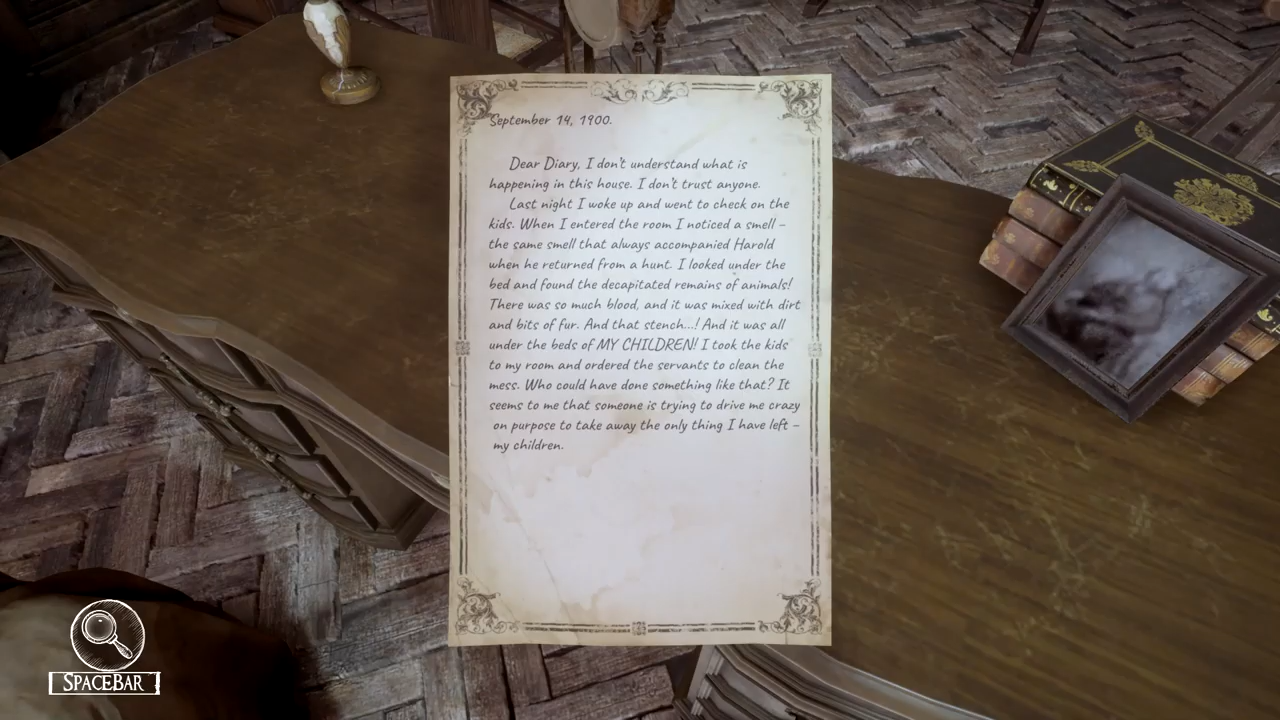 September 14, 1900.
Dear Diary, I don't understand what is
happening in this house. I don't trust anyone.
Last night I woke up and went to check on the
kids. When I entered the room I noticed a smell –
the same smell that always accompanied Harold
when he returned from a hunt. I looked under the
bed and found the decapitated remains of animals!
There was so much blood, and it was mixed with dirt
and bits of fur. And that stench...! And it was all
under the beds of MY CHILDREN! I took the kids
to my room and ordered the servants to clean the
mess. Who could have done something like that? It
seems to me that someone is trying to drive me crazy
on purpose to take away the only thing I have left –
my children.
SPACEBAR